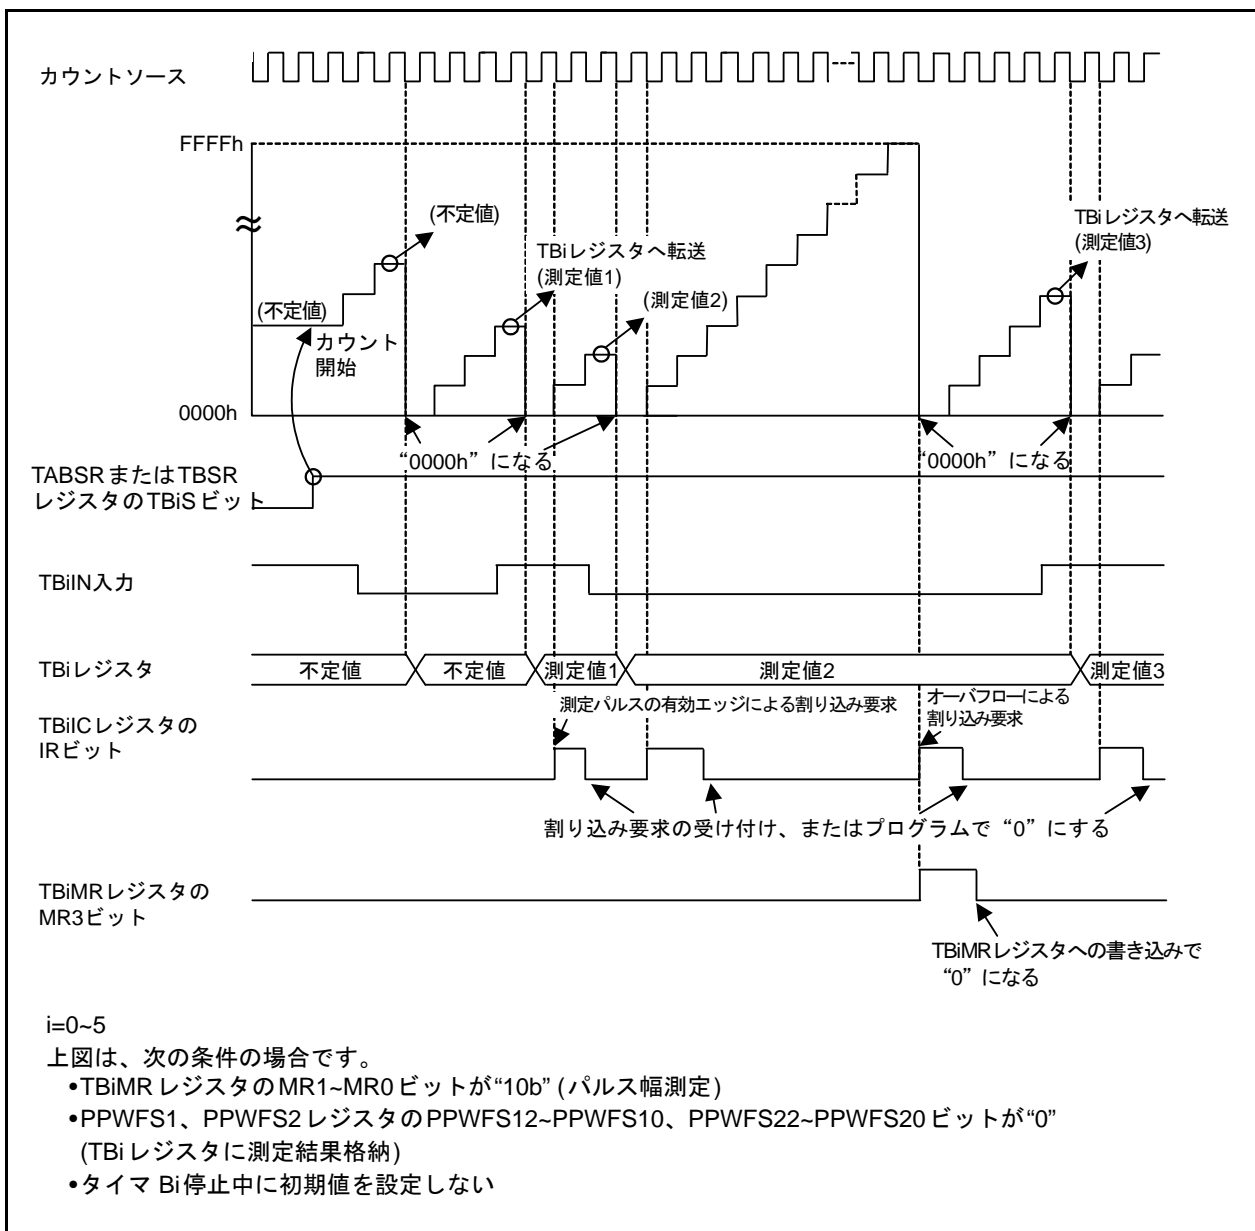 カウントソース
FFFFh
(不定値)
TBiレジスタへ転送
(測定値3)
TBiレジスタへ転送
(測定値1)
(測定値2)
(不定値)
カウント
開始
0000h
“0000h”になる
“0000h”になる
TABSRまたはTBSR
レジスタのTBiSビット
TBiIN入力
TBiレジスタ
不定値
不定値
測定値1
測定値2
測定値3
測定パルスの有効エッジによる割り込み要求
オーバフローによる
割り込み要求
TBiICレジスタの
IRビット
割り込み要求の受け付け、またはプログラムで“0”にする
TBiMRレジスタの
MR3ビット
TBiMRレジスタへの書き込みで
“0”になる
i=0~5
上図は、次の条件の場合です。
•TBiMRレジスタのMR1~MR0ビットが“10b” (パルス幅測定)
•PPWFS1、PPWFS2レジスタのPPWFS12~PPWFS10、PPWFS22~PPWFS20ビットが“0”
(TBiレジスタに測定結果格納)
•タイマ Bi停止中に初期値を設定しない